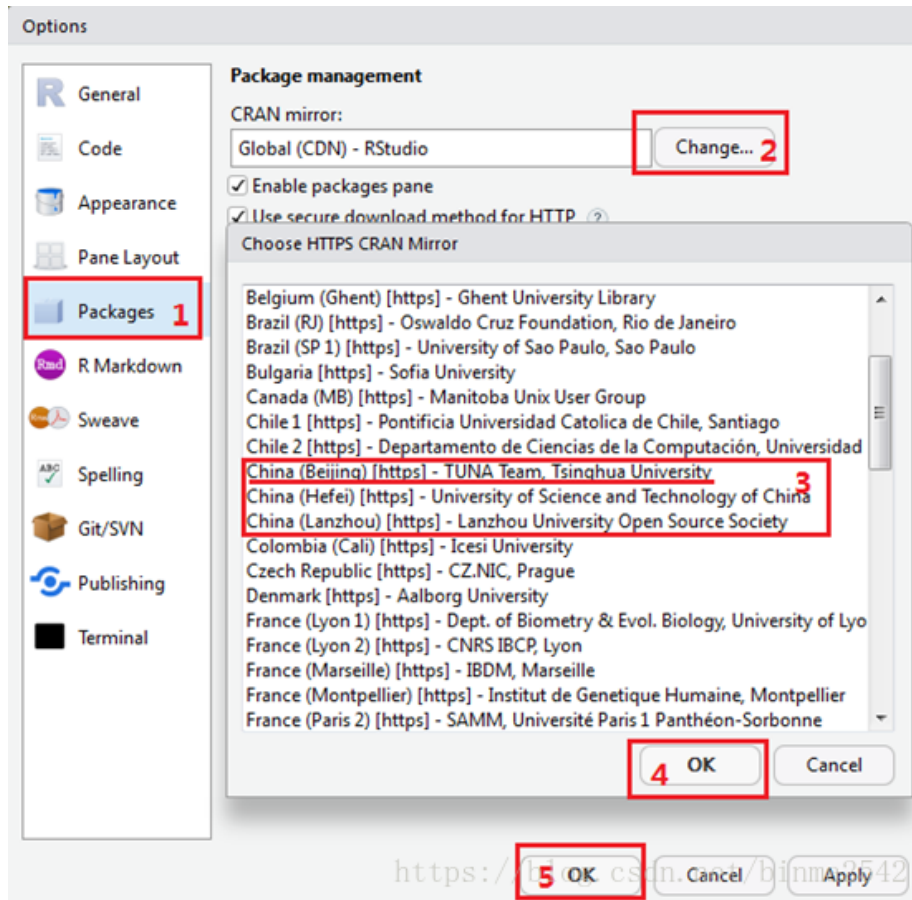 Options
General
Code
Appearance
Pane Layout
Packages 1
R Markdown
Sweave
Spelling
Git/SVN
Publishing
Terminal
Package management
CRAN mirror:
Global (CDN) - RStudio
Change... 2
Enable packages pane
Use secure download method for HTTP ?
Choose HTTPS CRAN Mirror
Belgium (Ghent) [https] - Ghent University Library
Brazil (RJ) [https] - Oswaldo Cruz Foundation, Rio de Janeiro
Brazil (SP 1) [https] - University of Sao Paulo, Sao Paulo
Bulgaria [https] - Sofia University
Canada (MB) [https] - Manitoba Unix User Group
Chile 1 [https] - Pontificia Universidad Catolica de Chile, Santiago
Chile 2 [https] - Departamento de Ciencias de la Computación, Universidad
China (Beijing) [https] - TUNA Team, Tsinghua University
3
China (Hefei) [https] - University of Science and Technology of China
China (Lanzhou) [https] - Lanzhou University Open Source Society
Colombia (Cali) [https] - Icesi University
Czech Republic [https] - CZ.NIC, Prague
Denmark [https] - Aalborg University
France (Lyon 1) [https] - Dept. of Biometry & Evol. Biology, University of Lyo
France (Lyon 2) [https] - CNRS IBCP, Lyon
France (Marseille) [https] - IBDM, Marseille
France (Montpellier) [https] - Institut de Genetique Humaine, Montpellier
France (Paris 2) [https] - SAMM, Université Paris 1 Panthéon-Sorbonne
4 OK
Cancel
5 OK
Cancel
Apply